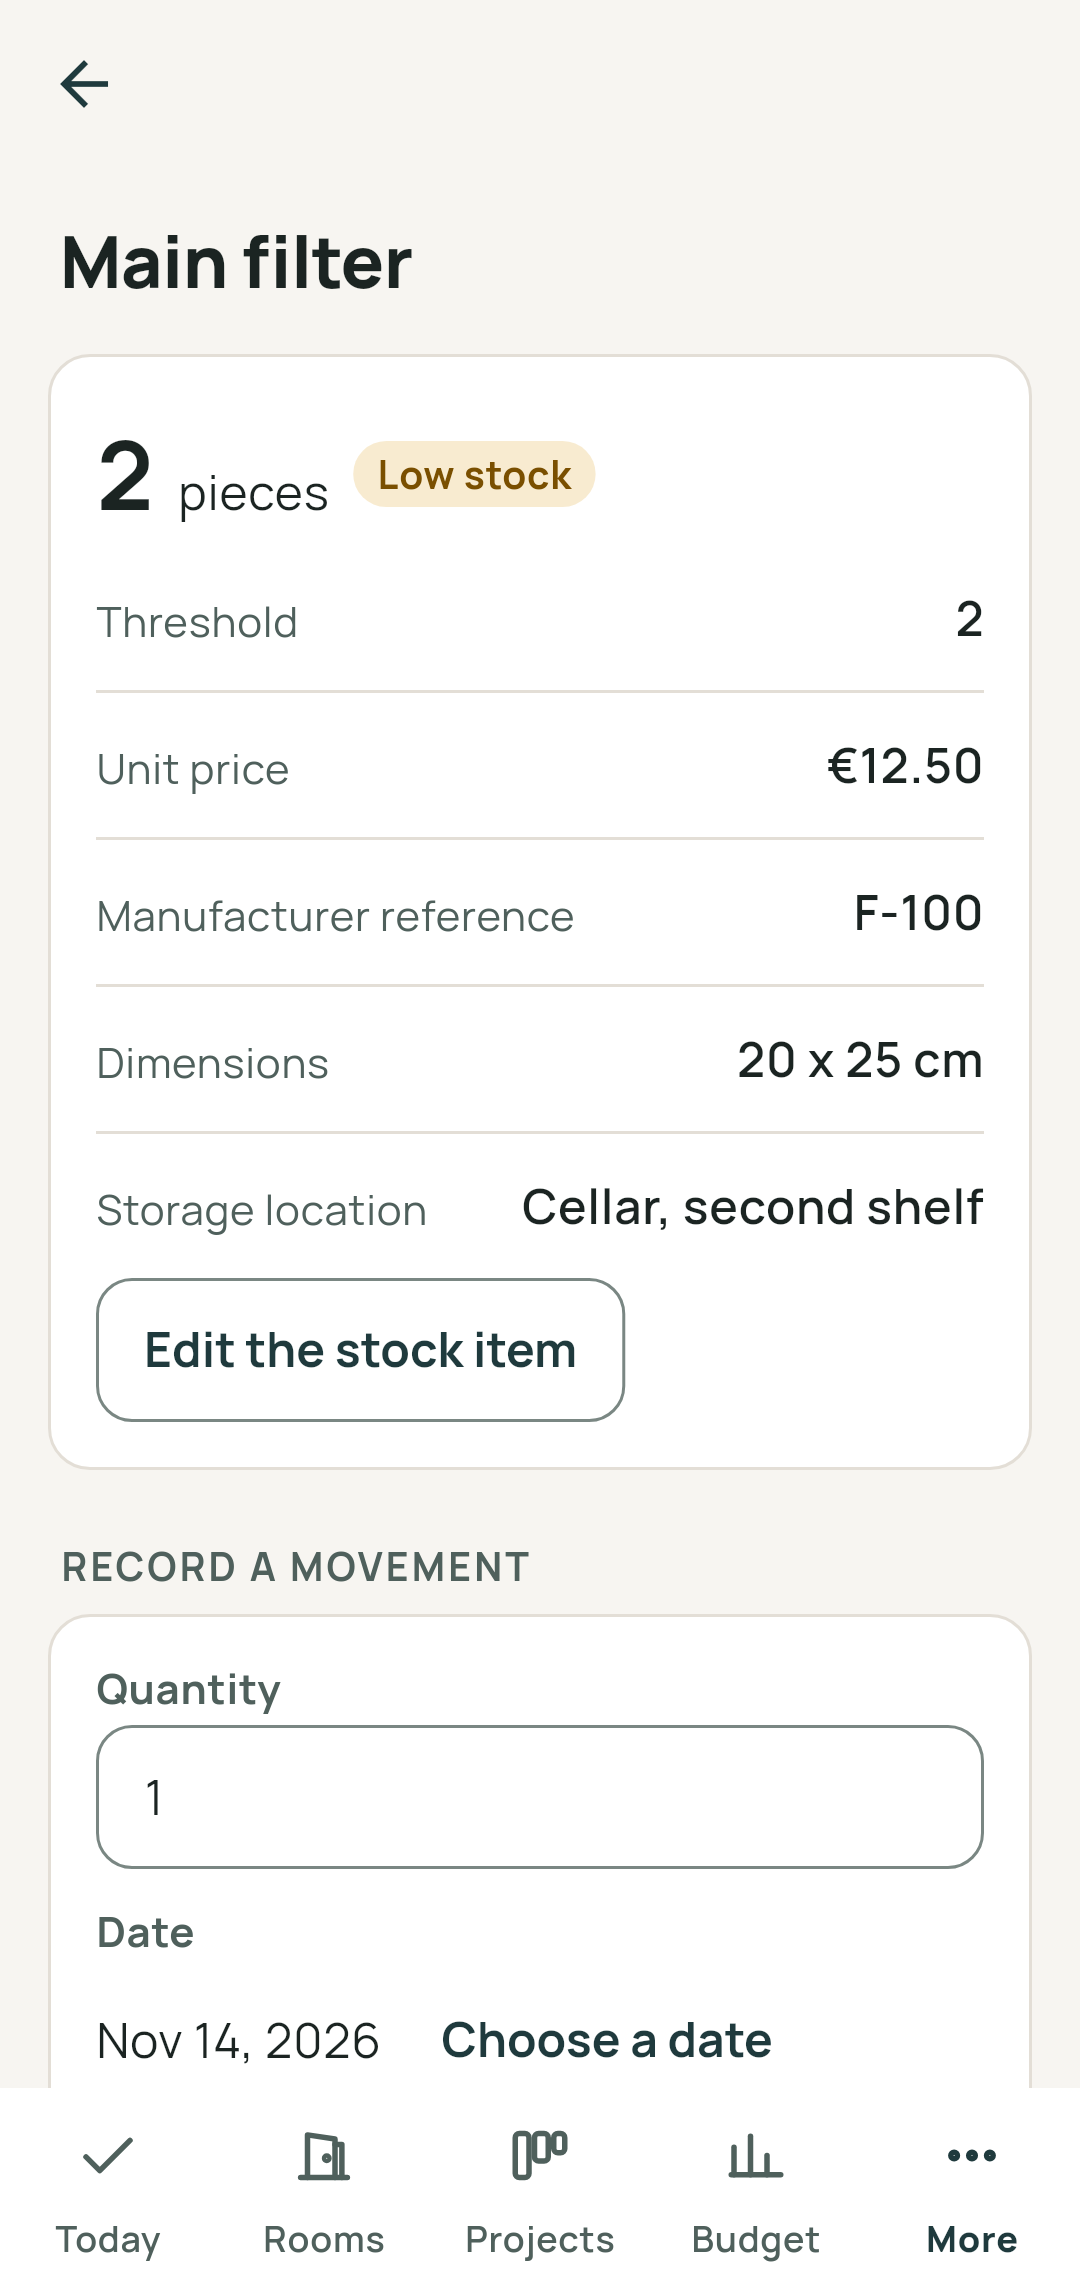 Main filter
2 pieces Low stock
Threshold 2
Unit price €12.50
Manufacturer reference F-100
Dimensions 20 x 25 cm
Storage location Cellar, second shelf
Edit the stock item
RECORD A MOVEMENT
Quantity
1
Date
Nov 14, 2026 Choose a date
Today Rooms Projects Budget More